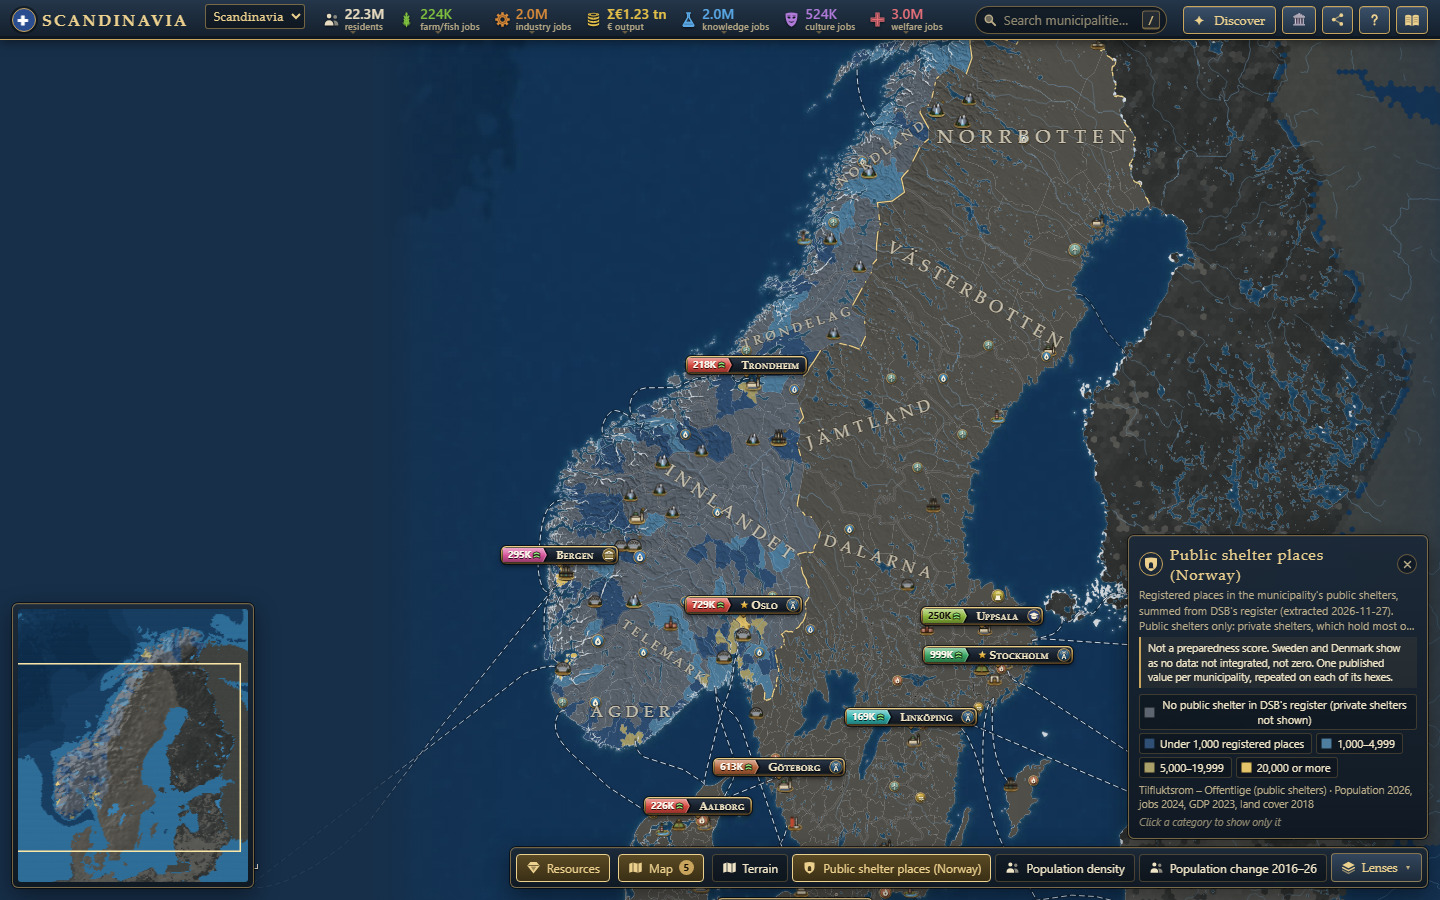 SCANDINAVIA
Scandinavia
22.3M
residents
224K
farm/fish jobs
2.0M
industry jobs
Σ€1.23 tn
€ output
2.0M
knowledge jobs
524K
culture jobs
3.0M
welfare jobs
Search municipalitie...
/
Discover
?
NORRBOTTEN
NORDLAND
VÄSTERBOTTEN
TRØNDELAG
218K
TRONDHEIM
JÄMTLAND
INNLANDET
DALARNA
295K
BERGEN
729K
OSLO
250K
UPPSALA
TELEMARK
999K
STOCKHOLM
AGDER
169K
LINKÖPING
613K
GÖTEBORG
226K
AALBORG
Public shelter places
(Norway)
Registered places in the municipality's public shelters,
summed from DSB's register (extracted 2026-11-27).
Public shelters only: private shelters, which hold most o...
Not a preparedness score. Sweden and Denmark show
as no data: not integrated, not zero. One published
value per municipality, repeated on each of its hexes.
No public shelter in DSB's register (private shelters
not shown)
Under 1,000 registered places
1,000–4,999
5,000–19,999
20,000 or more
Tilfluktsrom – Offentlige (public shelters) · Population 2026,
jobs 2024, GDP 2023, land cover 2018
Click a category to show only it
Resources
Map 5
Terrain
Public shelter places (Norway)
Population density
Population change 2016–26
Lenses